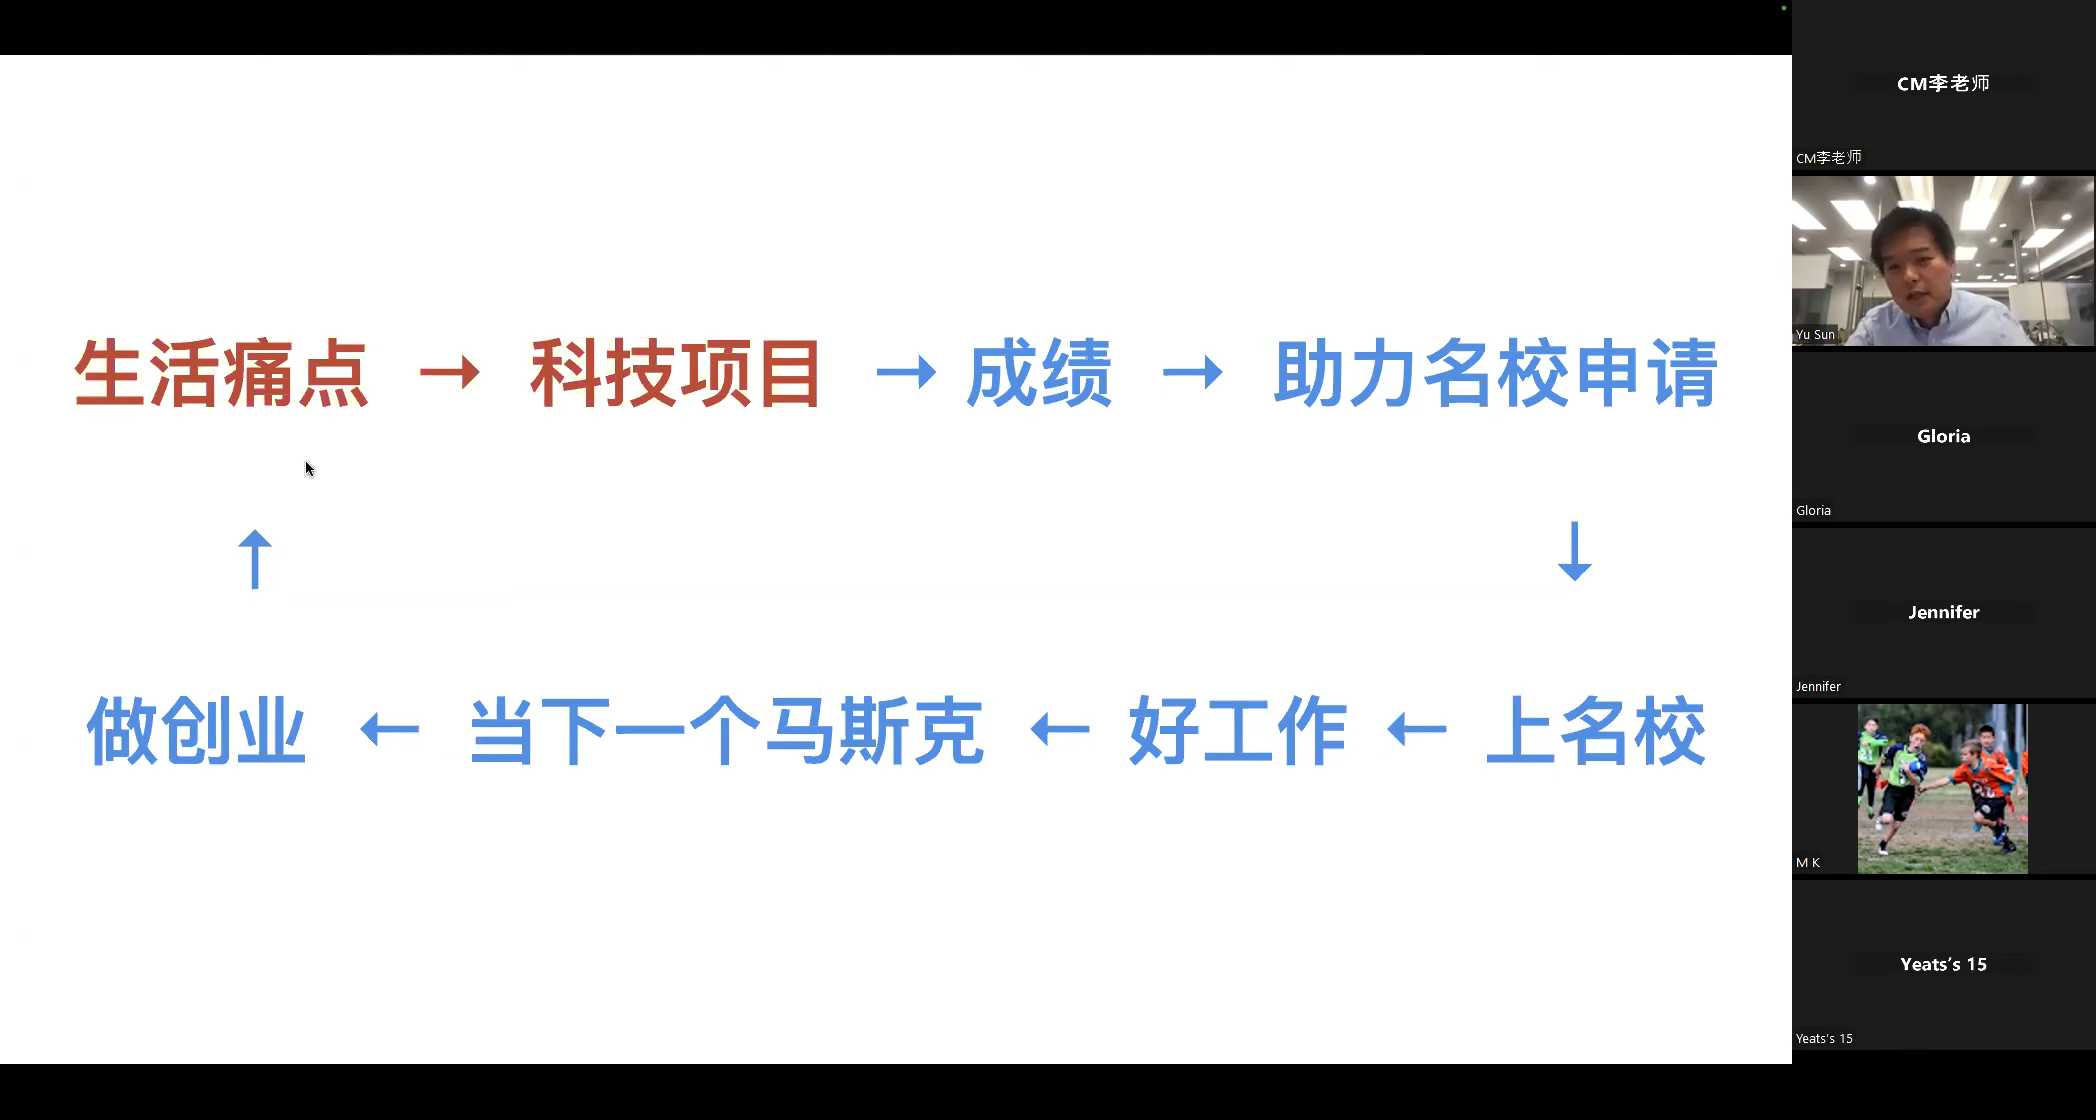 生活痛点 → 科技项目 → 成绩 → 助力名校申请
↑ ↓
做创业 ← 当下一个马斯克 ← 好工作 ← 上名校
CM李老师
CM李老师
Yu Sun
Gloria
Gloria
Jennifer
Jennifer
M K
Yeats's 15
Yeats's 15